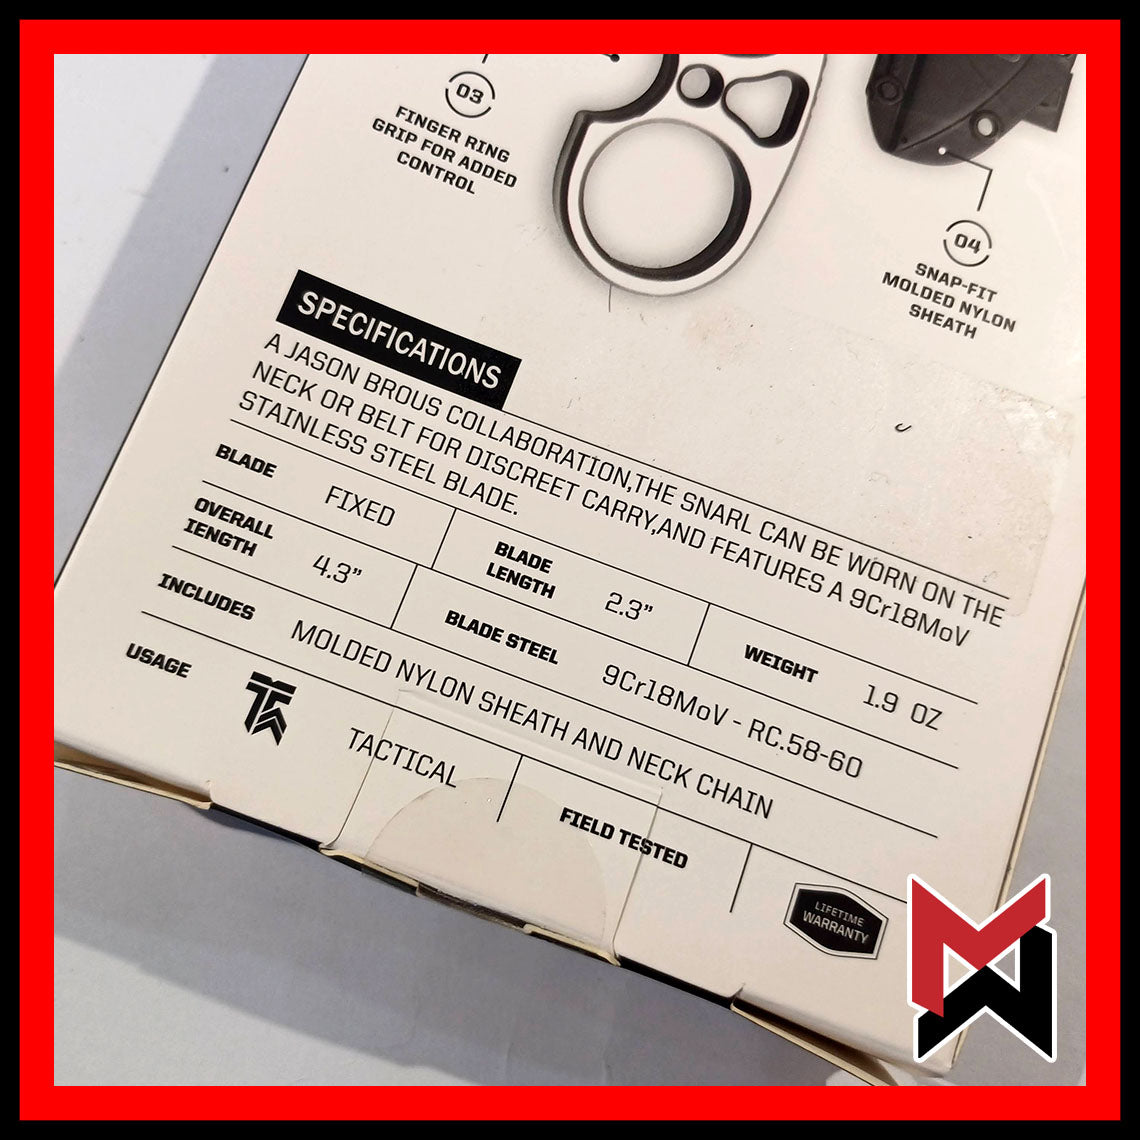 03
FINGER RING
GRIP FOR ADDED
CONTROL
04
SNAP-FIT
MOLDED NYLON
SHEATH
SPECIFICATIONS
A JASON BROUS COLLABORATION,THE SNARL CAN BE WORN ON THE
NECK OR BELT FOR DISCREET CARRY,AND FEATURES A 9Cr18MoV
STAINLESS STEEL BLADE.
BLADE
FIXED
BLADE
LENGTH
2.3”
WEIGHT
1.9 OZ
OVERALL
IENGTH
4.3”
BLADE STEEL
9Cr18MoV - RC.58-60
INCLUDES
MOLDED NYLON SHEATH AND NECK CHAIN
USAGE
TACTICAL
FIELD TESTED
LIFETIME
WARRANTY